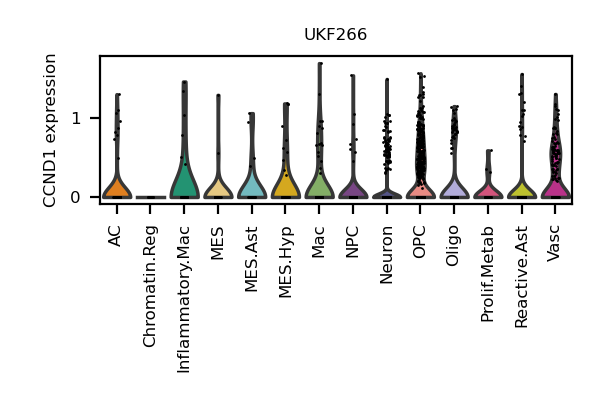 UKF266
CCND1 expression
1
0
AC
Chromatin.Reg
Inflammatory.Mac
MES
MES.Ast
MES.Hyp
Mac
NPC
Neuron
OPC
Oligo
Prolif.Metab
Reactive.Ast
Vasc